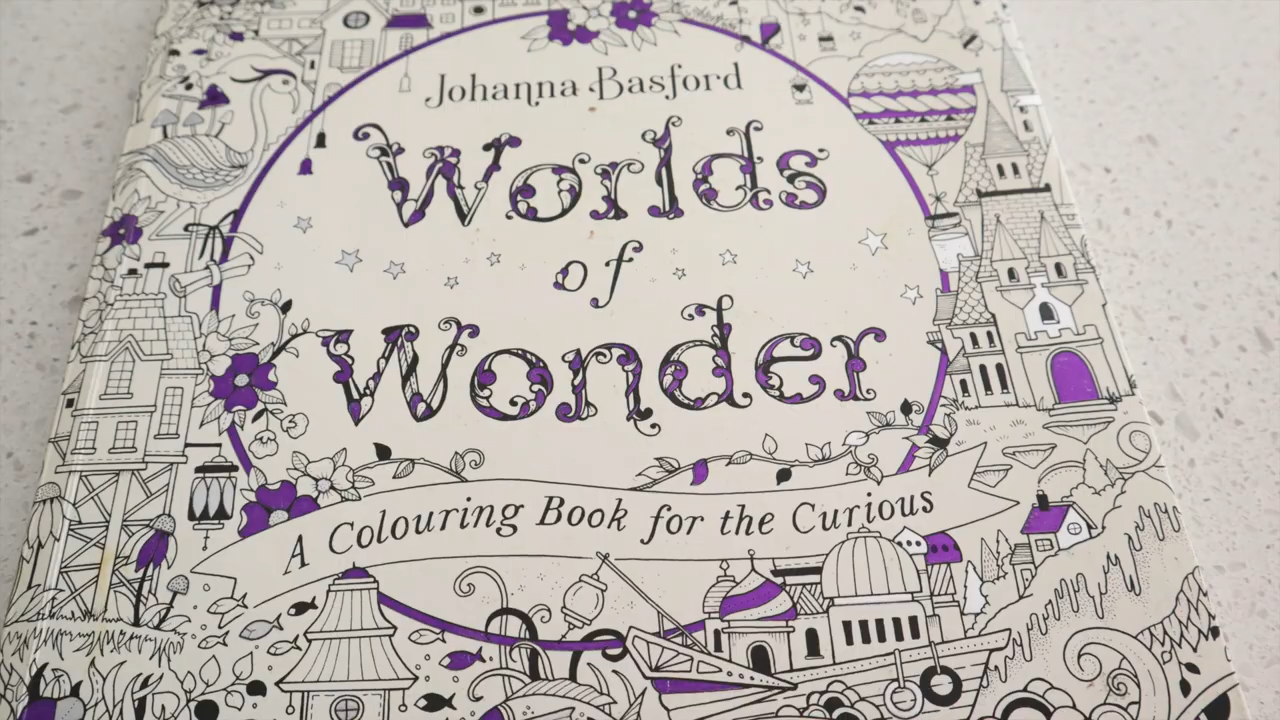 Johanna Basford
Worlds
of
Wonder
A Colouring Book for the Curious